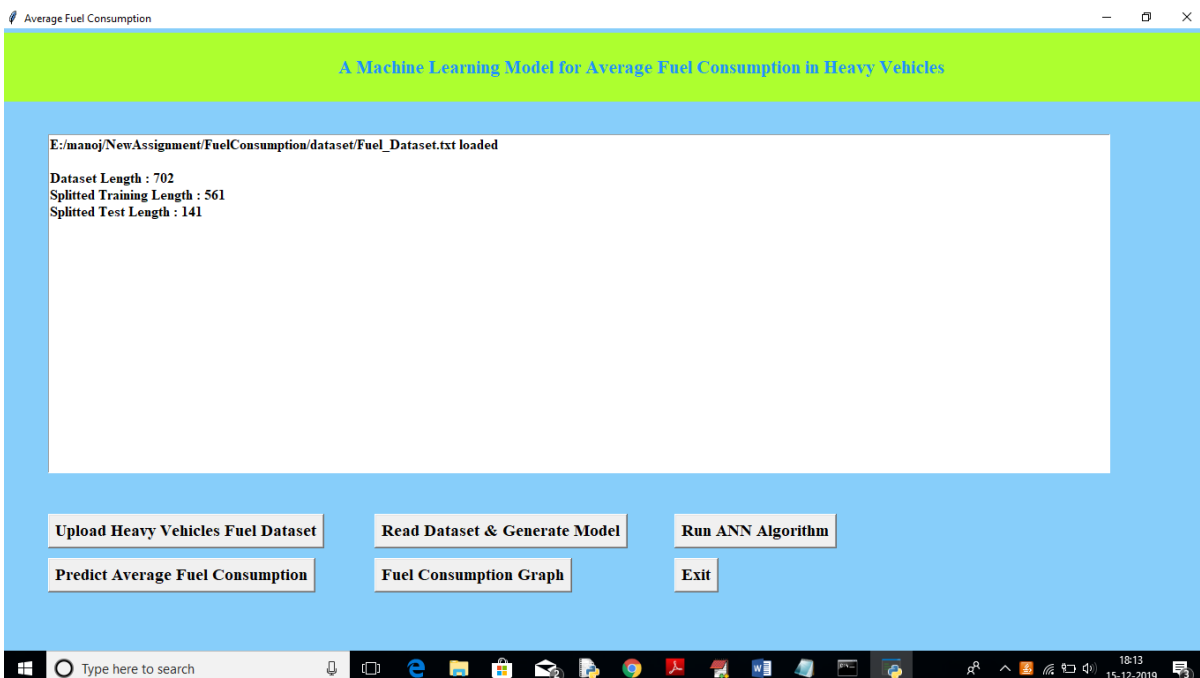 Average Fuel Consumption
A Machine Learning Model for Average Fuel Consumption in Heavy Vehicles
E:/manoj/NewAssignment/FuelConsumption/dataset/Fuel_Dataset.txt loaded
Dataset Length : 702
Splitted Training Length : 561
Splitted Test Length : 141
Upload Heavy Vehicles Fuel Dataset
Read Dataset & Generate Model
Run ANN Algorithm
Predict Average Fuel Consumption
Fuel Consumption Graph
Exit
Type here to search
18:13
15-12-2019